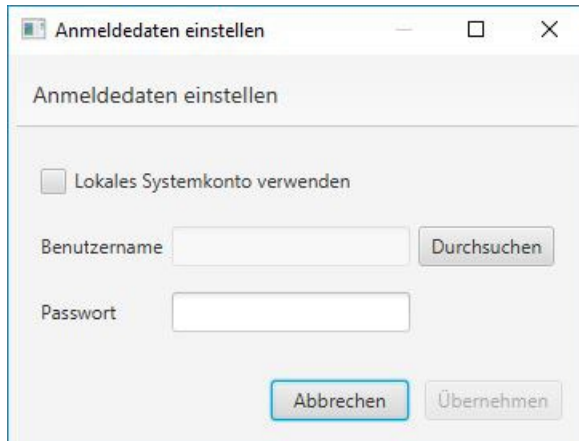 Anmeldedaten einstellen
Anmeldedaten einstellen
Lokales Systemkonto verwenden
Benutzername Durchsuchen
Passwort
Abbrechen Übernehmen